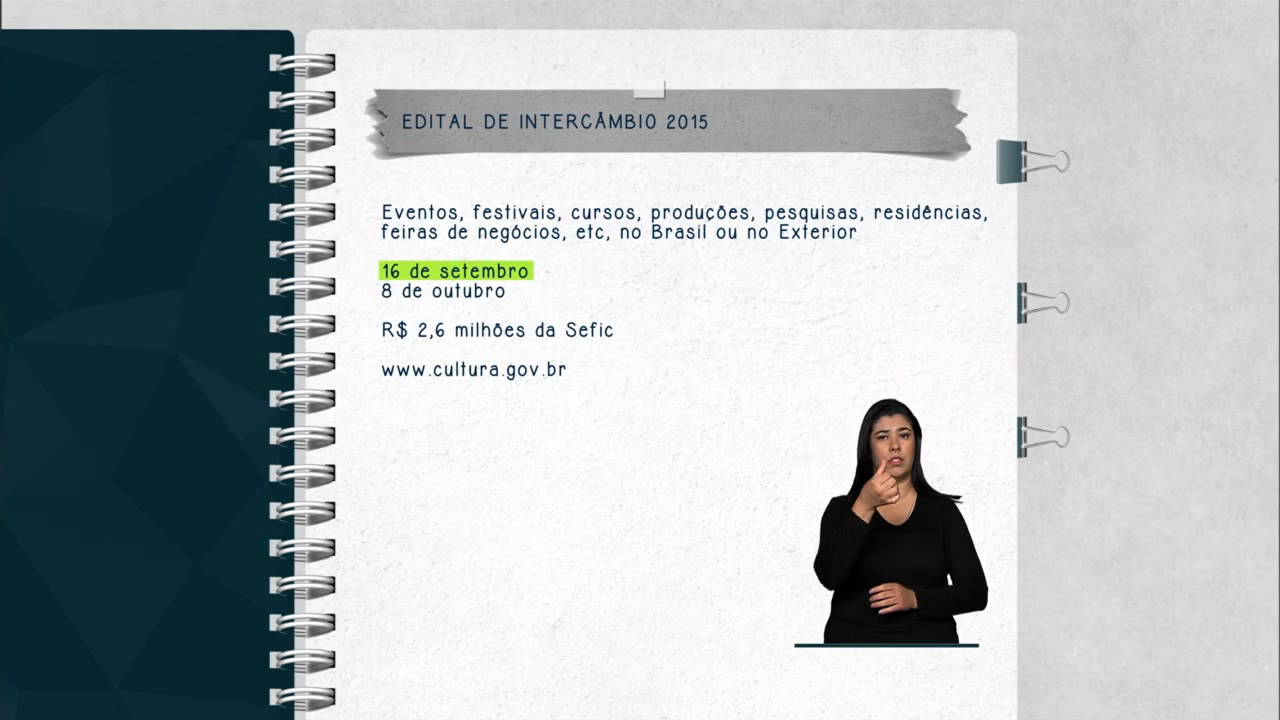 EDITAL DE INTERCÂMBIO 2015
Eventos, festivais, cursos, produções, pesquisas, residências,
feiras de negócios, etc, no Brasil ou no Exterior
16 de setembro
8 de outubro
R$ 2,6 milhões da Sefic
www.cultura.gov.br